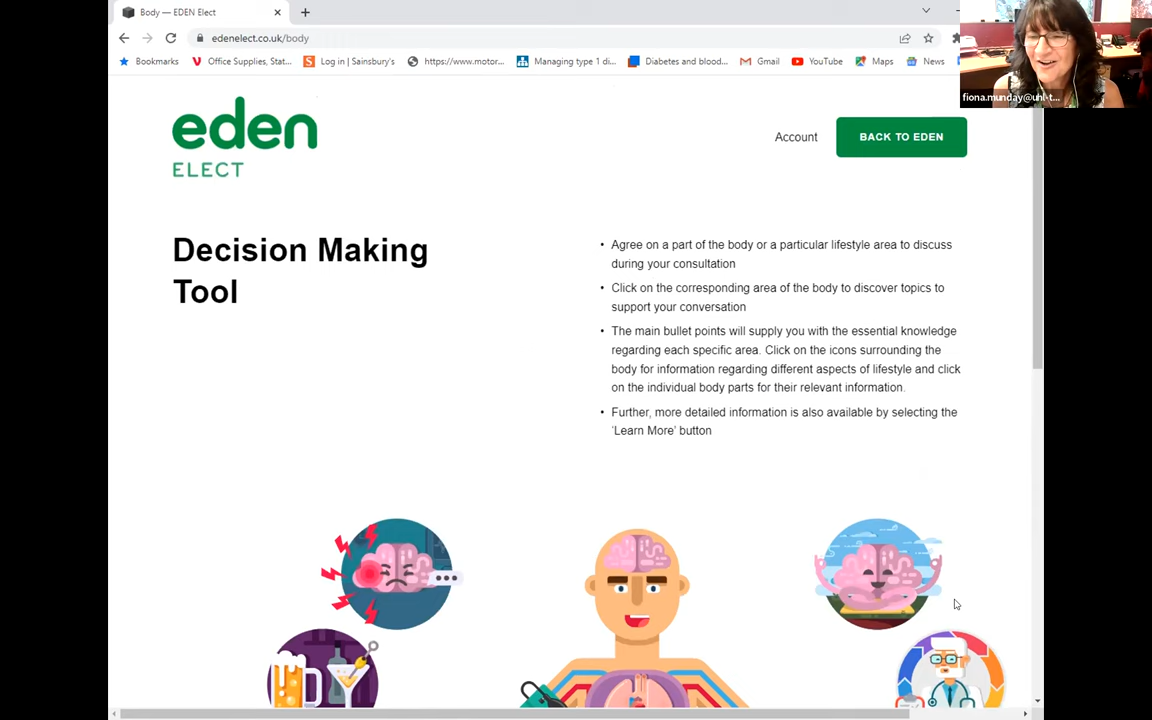 Body — EDEN Elect
edenelect.co.uk/body
Bookmarks
Office Supplies, Stat...
Log in | Sainsbury's
https://www.motor...
Managing type 1 di...
Diabetes and blood...
Gmail
YouTube
Maps
News
fiona.munday@uhl-t...
eden
ELECT
Account
BACK TO EDEN
Decision Making
Tool
• Agree on a part of the body or a particular lifestyle area to discuss
during your consultation
• Click on the corresponding area of the body to discover topics to
support your conversation
• The main bullet points will supply you with the essential knowledge
regarding each specific area. Click on the icons surrounding the
body for information regarding different aspects of lifestyle and click
on the individual body parts for their relevant information.
• Further, more detailed information is also available by selecting the
‘Learn More’ button